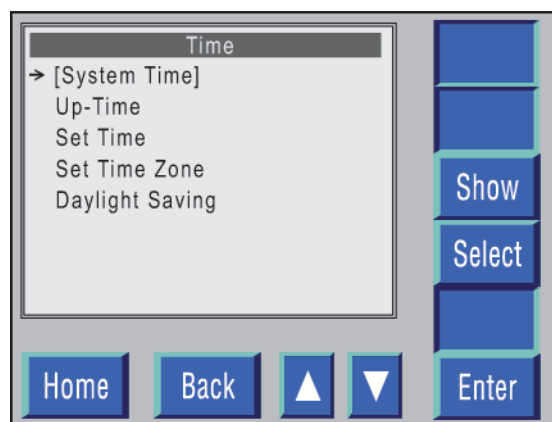 Time
→ [System Time]
Up-Time
Set Time
Set Time Zone
Daylight Saving
Show
Select
Home
Back
Enter